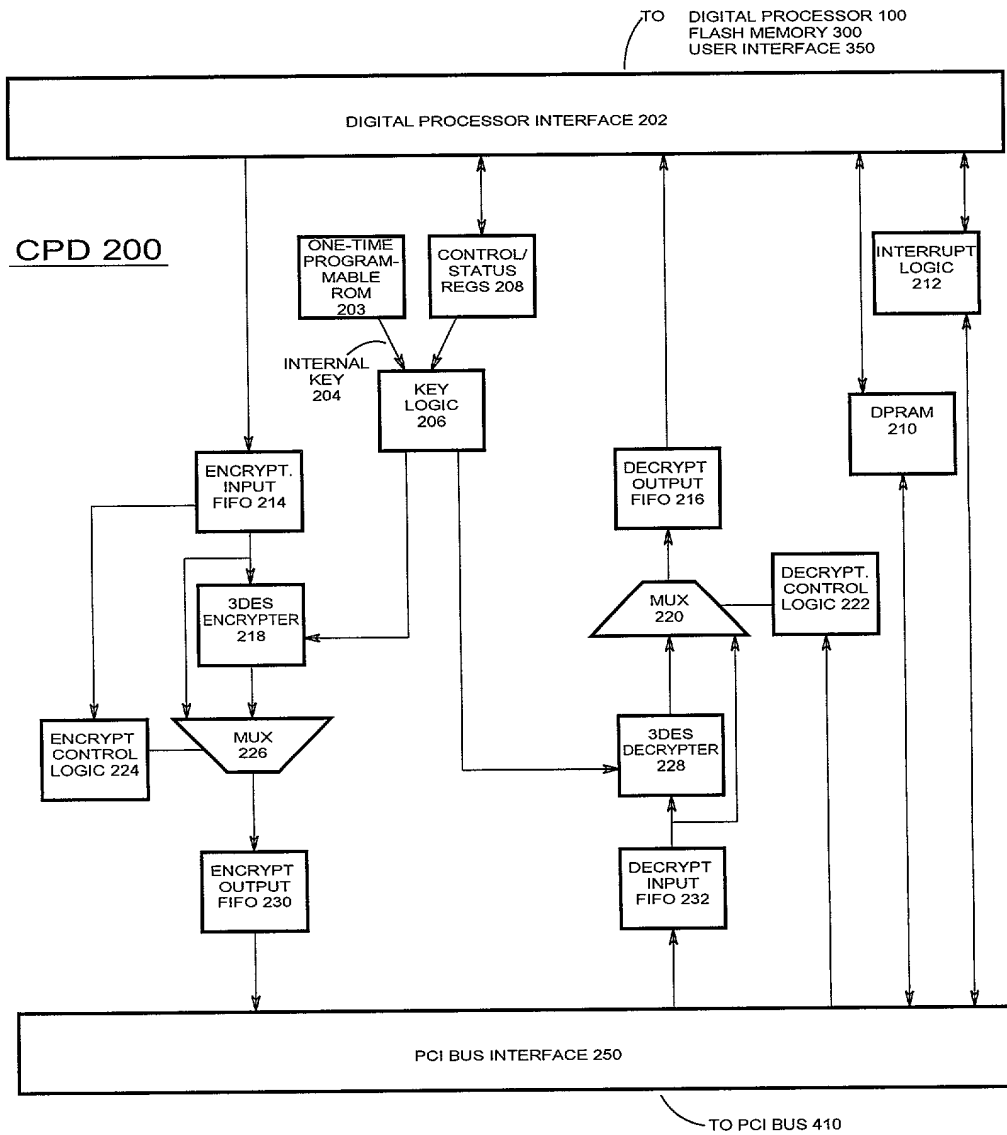 TO DIGITAL PROCESSOR 100
FLASH MEMORY 300
USER INTERFACE 350
DIGITAL PROCESSOR INTERFACE 202
CPD 200
ONE-TIME
PROGRAM-
MABLE
ROM
203
CONTROL/
STATUS
REGS 208
INTERRUPT
LOGIC
212
INTERNAL
KEY
204
KEY
LOGIC
206
DPRAM
210
ENCRYPT.
INPUT
FIFO 214
DECRYPT
OUTPUT
FIFO 216
3DES
ENCRYPTER
218
MUX
220
DECRYPT.
CONTROL
LOGIC 222
ENCRYPT
CONTROL
LOGIC 224
MUX
226
3DES
DECRYPTER
228
ENCRYPT
OUTPUT
FIFO 230
DECRYPT
INPUT
FIFO 232
PCI BUS INTERFACE 250
TO PCI BUS 410